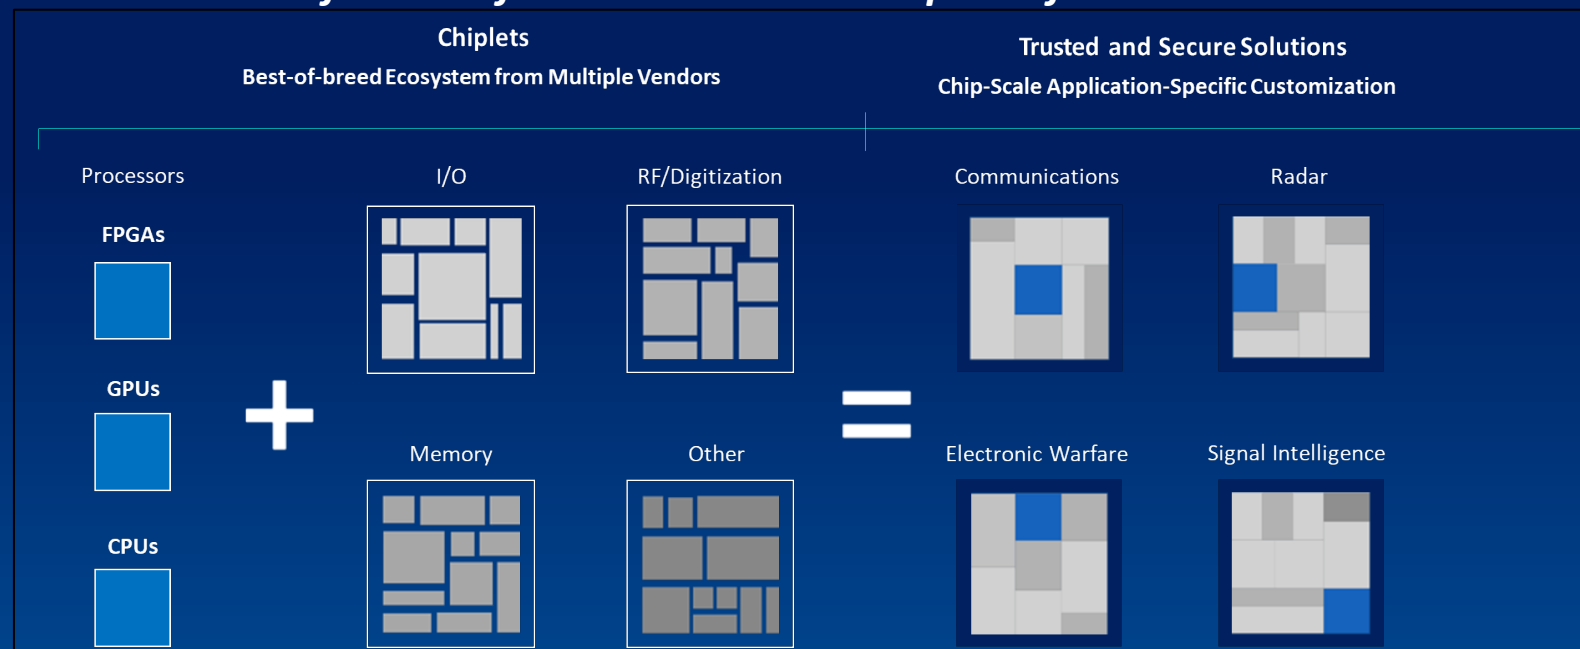 Chiplets
Best-of-breed Ecosystem from Multiple Vendors
Trusted and Secure Solutions
Chip-Scale Application-Specific Customization
Processors
I/O
RF/Digitization
Communications
Radar
FPGAs
GPUs
+
=
Memory
Other
Electronic Warfare
Signal Intelligence
CPUs